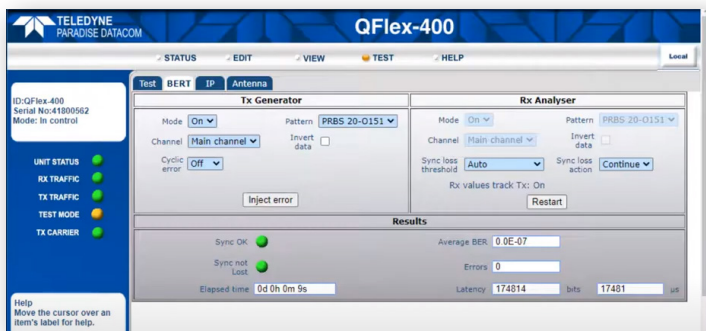 TELEDYNE
PARADISE DATACOM
QFlex-400
STATUS EDIT VIEW TEST HELP Local
ID:QFlex-400
Serial No:41800562
Mode: In control
UNIT STATUS
RX TRAFFIC
TX TRAFFIC
TEST MODE
TX CARRIER
Help
Move the cursor over an
item's label for help.
Test BERT IP Antenna
Tx Generator
Mode On Pattern PRBS 20-O151
Channel Main channel Invert data
Cyclic error Off
Inject error
Rx Analyser
Mode On Pattern PRBS 20-O151
Channel Main channel Invert data
Sync loss threshold Auto Sync loss action Continue
Rx values track Tx: On
Restart
Results
Sync OK Average BER 0.0E-07
Sync not Lost Errors 0
Elapsed time 0d 0h 0m 9s Latency 174814 bits 17481 µs